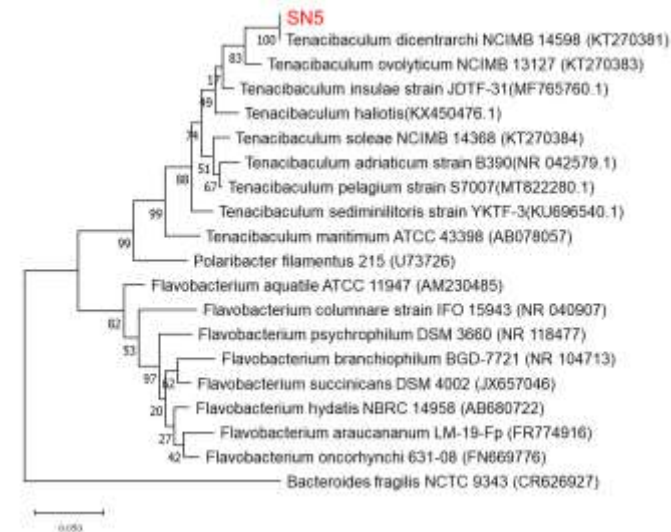 SN5
100
Tenacibaculum dicentrarchi NCIMB 14598 (KT270381)
83
Tenacibaculum ovolyticum NCIMB 13127 (KT270383)
17
Tenacibaculum insulae strain JDTF-31(MF765760.1)
49
Tenacibaculum haliotis(KX450476.1)
74
Tenacibaculum soleae NCIMB 14368 (KT270384)
51
Tenacibaculum adriaticum strain B390(NR 042579.1)
67
Tenacibaculum pelagium strain S7007(MT822280.1)
88
Tenacibaculum sediminilitoris strain YKTF-3(KU696540.1)
99
Tenacibaculum maritimum ATCC 43398 (AB078057)
99
Polaribacter filamentus 215 (U73726)
Flavobacterium aquatile ATCC 11947 (AM230485)
82
Flavobacterium columnare strain IFO 15943 (NR 040907)
53
Flavobacterium psychrophilum DSM 3660 (NR 118477)
Flavobacterium branchiophilum BGD-7721 (NR 104713)
97
62
Flavobacterium succinicans DSM 4002 (JX657046)
20
Flavobacterium hydatis NBRC 14958 (AB680722)
27
Flavobacterium araucananum LM-19-Fp (FR774916)
42
Flavobacterium oncorhynchi 631-08 (FN669776)
Bacteroides fragilis NCTC 9343 (CR626927)
0.050